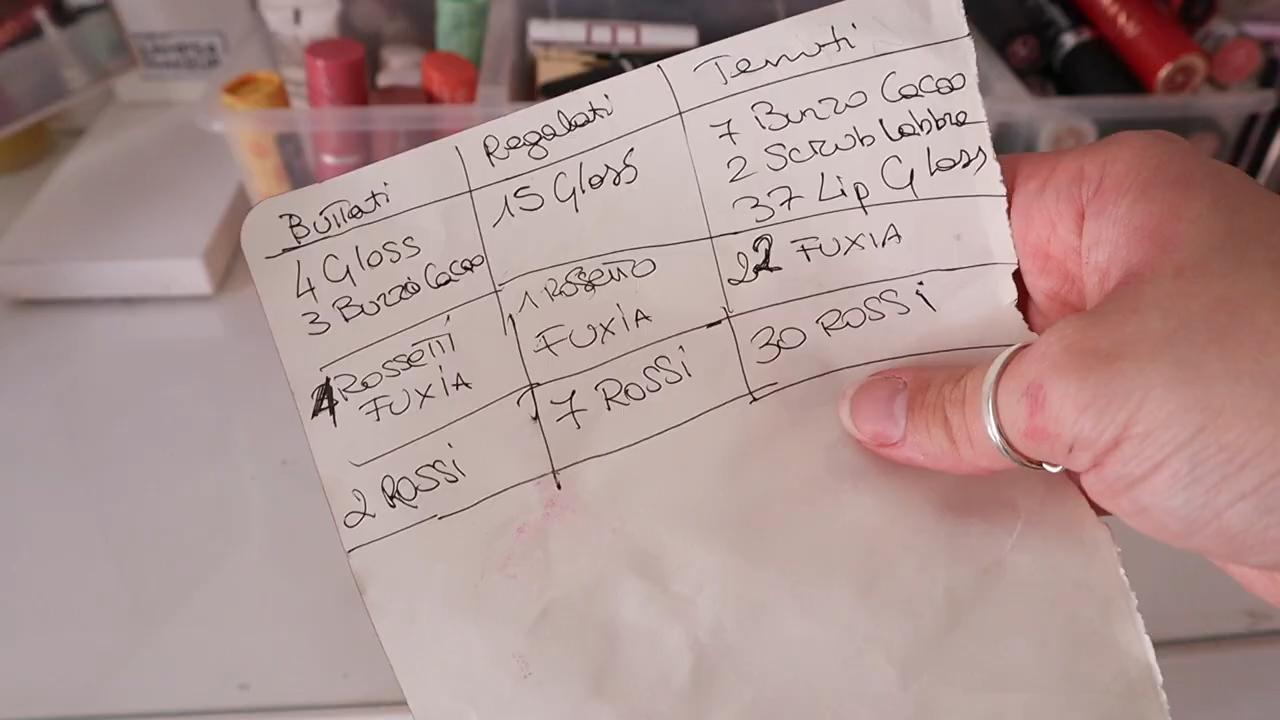 Buttati
Regalati
Tenuti
4 Gloss
3 Burro Cacao
15 Gloss
7 Burro Cacao
2 Scrub labbra
37 Lip Gloss
4 ROSSETTI
FUXIA
1 ROSSETTO
FUXIA
22 FUXIA
2 ROSSI
7 ROSSI
30 ROSSI